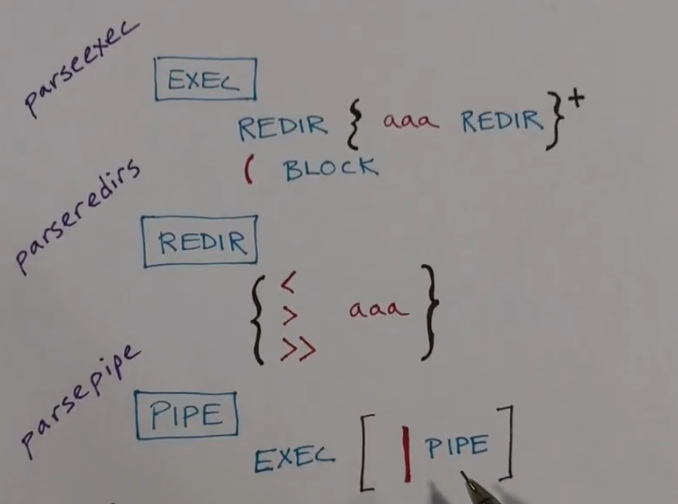 parseexec
EXEC
REDIR { aaa REDIR }+
( BLOCK
parseredirs
REDIR
{ <
> aaa }
>>
parsepipe
PIPE
EXEC [ | PIPE ]